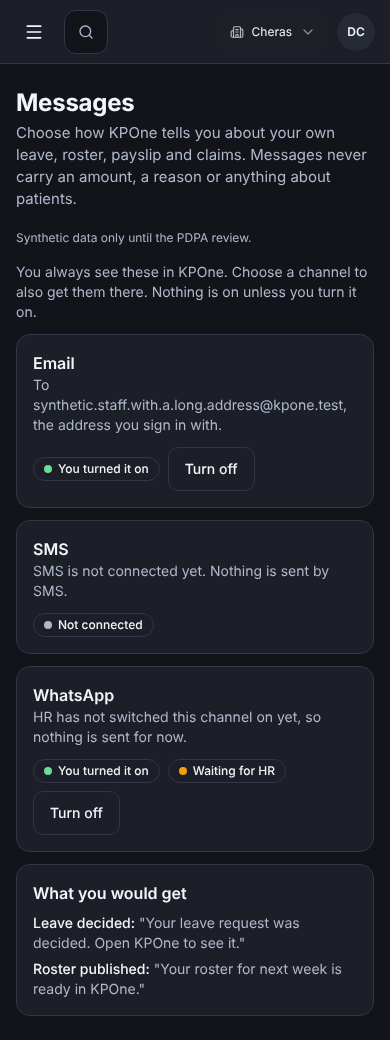 Cheras
DC
Messages
Choose how KPOne tells you about your own
leave, roster, payslip and claims. Messages never
carry an amount, a reason or anything about
patients.
Synthetic data only until the PDPA review.
You always see these in KPOne. Choose a channel to
also get them there. Nothing is on unless you turn it
on.
Email
To
synthetic.staff.with.a.long.address@kpone.test,
the address you sign in with.
You turned it on
Turn off
SMS
SMS is not connected yet. Nothing is sent by
SMS.
Not connected
WhatsApp
HR has not switched this channel on yet, so
nothing is sent for now.
You turned it on
Waiting for HR
Turn off
What you would get
Leave decided: "Your leave request was
decided. Open KPOne to see it."
Roster published: "Your roster for next week is
ready in KPOne."